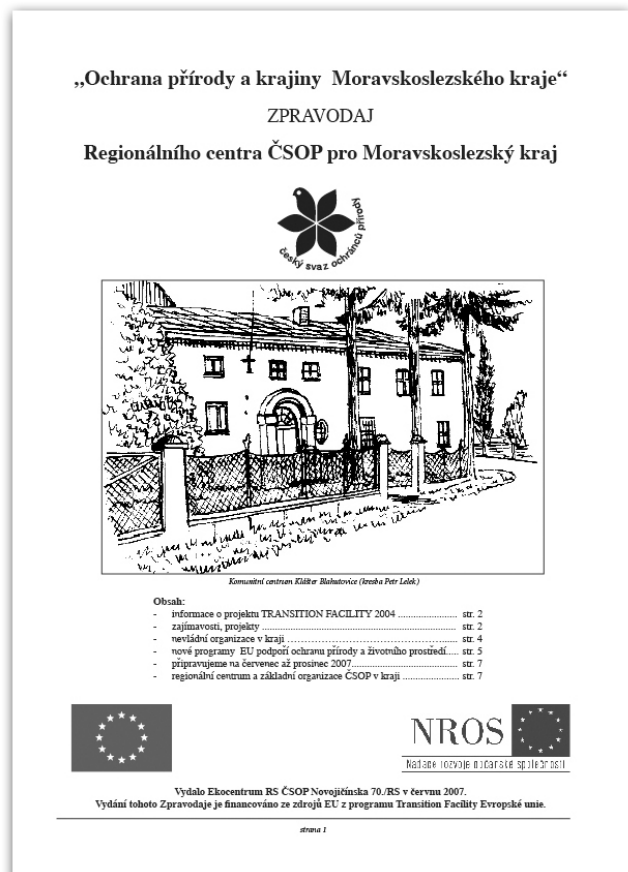 „Ochrana přírody a krajiny Moravskoslezského kraje“
ZPRAVODAJ
Regionálního centra ČSOP pro Moravskoslezský kraj
český svaz ochránců přírody
Komunitní centrum Klášter Blahutovice (kresba Petr Lelek)
Obsah:
- informace o projektu TRANSITION FACILITY 2004 ........................ str. 2
- zajímavosti, projekty ............................................................................... str. 2
- nevládní organizace v kraji ……………………………………...... str. 4
- nové programy EU podpoří ochranu přírody a životního prostředí..... str. 5
- připravujeme na červenec až prosinec 2007........................................... str. 7
- regionální centrum a základní organizace ČSOP v kraji ....................... str. 7
NROS
Nadace rozvoje občanské společnosti
Vydalo Ekocentrum RS ČSOP Novojičínska 70./RS v červnu 2007.
Vydání tohoto Zpravodaje je financováno ze zdrojů EU z programu Transition Facility Evropské unie.
strana 1